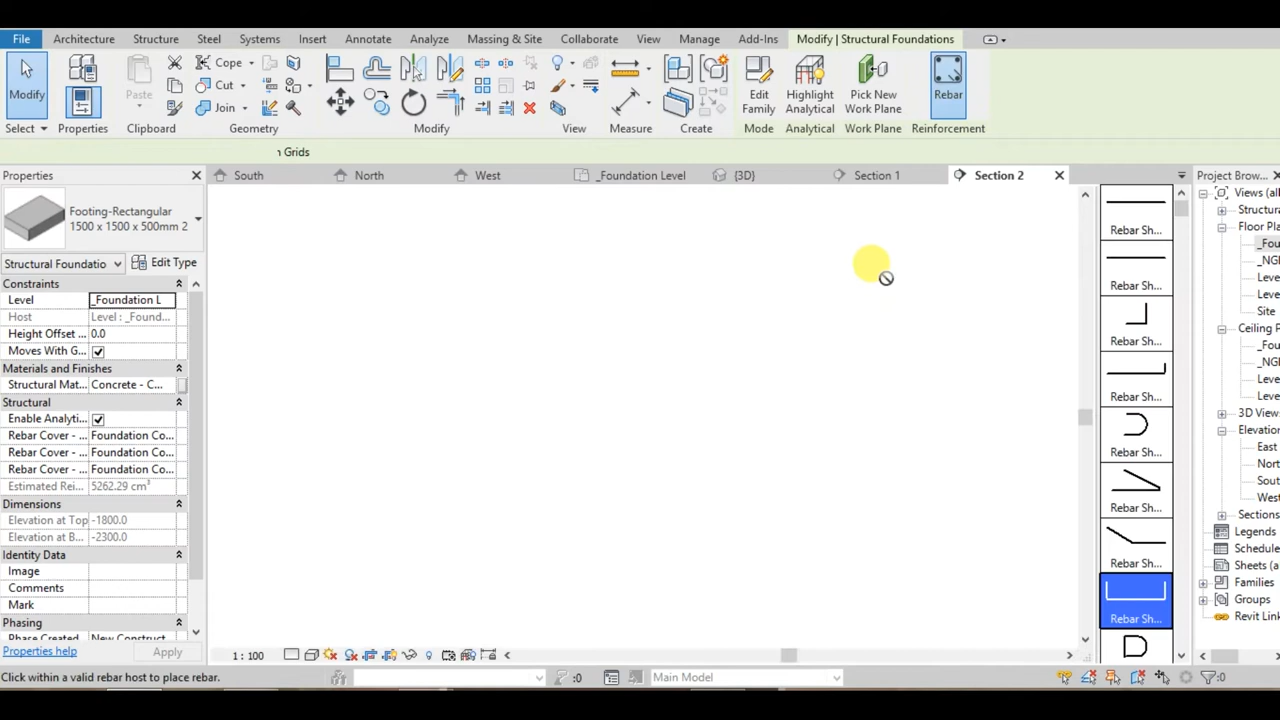 File Architecture Structure Steel Systems Insert Annotate Analyze Massing & Site Collaborate View Manage Add-Ins Modify | Structural Foundations
Modify
Select
Properties
Paste
Clipboard
Cope
Cut
Join
Geometry
Modify
View
Measure
Create
Edit Family
Mode
Highlight Analytical
Analytical
Pick New Work Plane
Work Plane
Rebar
Reinforcement
n Grids
Properties
South North West _Foundation Level {3D} Section 1 Section 2
Project Brow...
Footing-Rectangular
1500 x 1500 x 500mm 2
Structural Foundatio Edit Type
Constraints
Level _Foundation L
Host Level : _Found...
Height Offset ... 0.0
Moves With G...
Materials and Finishes
Structural Mat... Concrete - C...
Structural
Enable Analyti...
Rebar Cover - ... Foundation Co...
Rebar Cover - ... Foundation Co...
Rebar Cover - ... Foundation Co...
Estimated Rei... 5262.29 cm³
Dimensions
Elevation at Top -1800.0
Elevation at B... -2300.0
Identity Data
Image
Comments
Mark
Phasing
Phase Created New Construct
Properties help Apply
Rebar Sh...
Rebar Sh...
Rebar Sh...
Rebar Sh...
Rebar Sh...
Rebar Sh...
Rebar Sh...
Rebar Sh...
Views (all
Structura
Floor Pla
_Fou
_NGI
Leve
Leve
Site
Ceiling P
_Fou
_NGI
Leve
Leve
3D Views
Elevation
East
Nort
Sout
West
Sections
Legends
Schedule
Sheets (a
Families
Groups
Revit Link
1 : 100
Click within a valid rebar host to place rebar. :0 Main Model :0